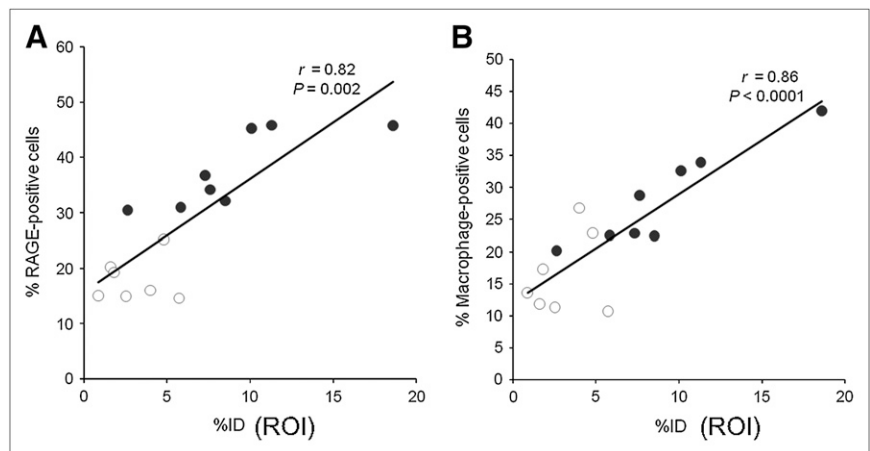 A
60
50
40
30
20
10
0
0
5
10
15
20
% RAGE-positive cells
%ID (ROI)
r = 0.82
P = 0.002
B
50
45
40
35
30
25
20
15
10
5
0
0
5
10
15
20
% Macrophage-positive cells
%ID (ROI)
r = 0.86
P < 0.0001